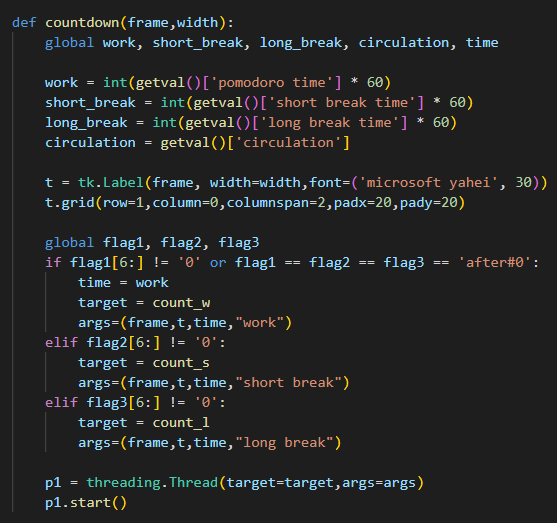 def countdown(frame,width):
    global work, short_break, long_break, circulation, time

    work = int(getval()['pomodoro time'] * 60)
    short_break = int(getval()['short break time'] * 60)
    long_break = int(getval()['long break time'] * 60)
    circulation = getval()['circulation']

    t = tk.Label(frame, width=width,font=('microsoft yahei', 30))
    t.grid(row=1,column=0,columnspan=2,padx=20,pady=20)

    global flag1, flag2, flag3
    if flag1[6:] != '0' or flag1 == flag2 == flag3 == 'after#0':
        time = work
        target = count_w
        args=(frame,t,time,"work")
    elif flag2[6:] != '0':
        target = count_s
        args=(frame,t,time,"short break")
    elif flag3[6:] != '0':
        target = count_l
        args=(frame,t,time,"long break")

    p1 = threading.Thread(target=target,args=args)
    p1.start()